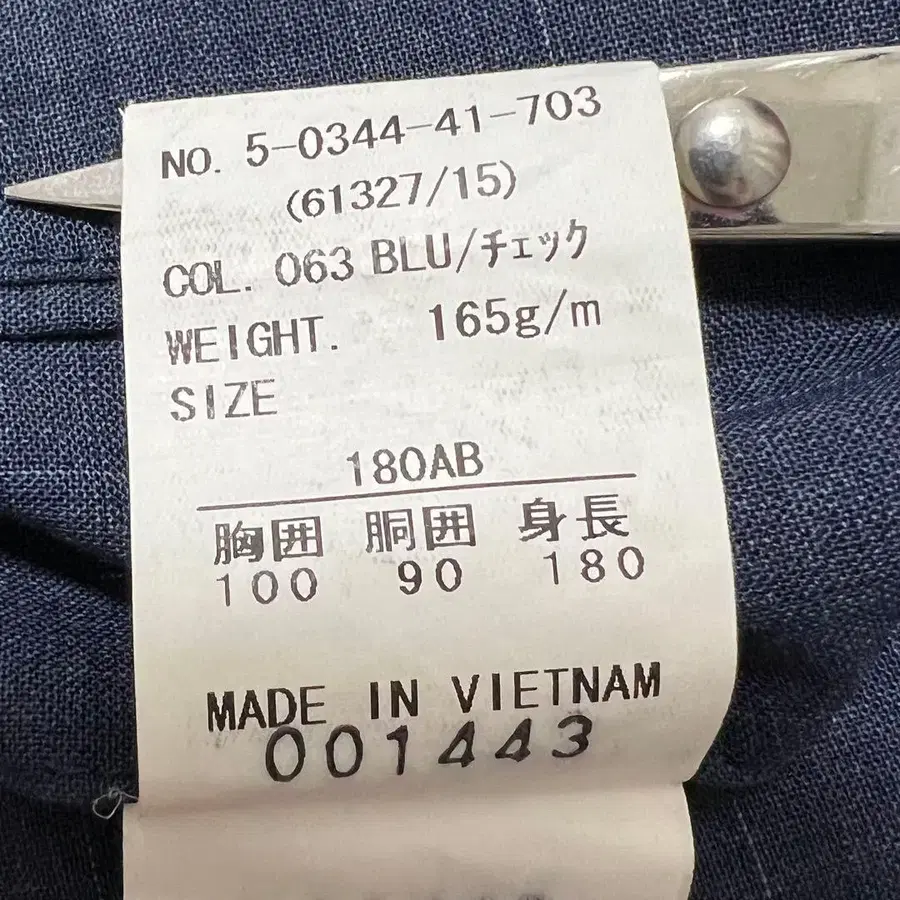 NO. 5-0344-41-703
(61327/15)
COL. 063 BLU/チェック
WEIGHT. 165g/m
SIZE
180AB
胸囲 胴囲 身長
100 90 180
MADE IN VIETNAM
001443